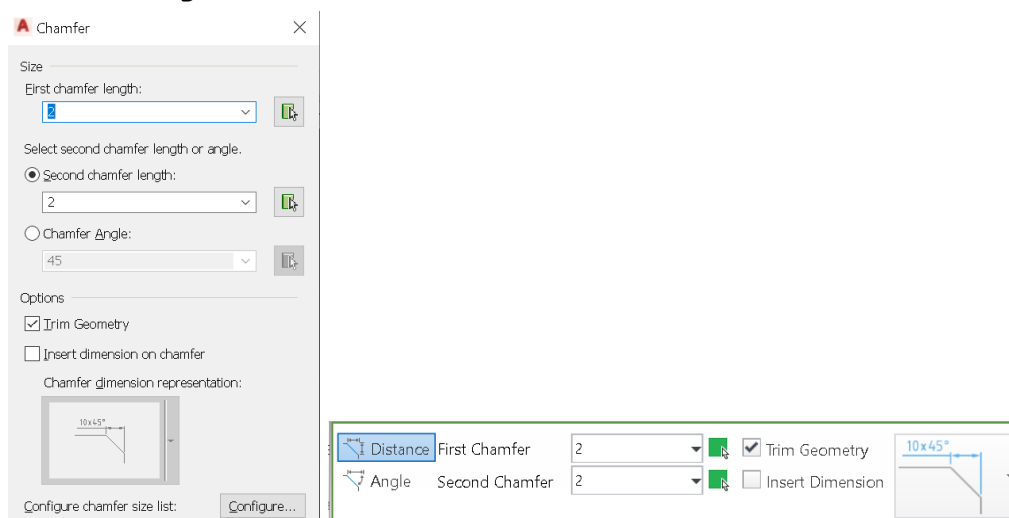 Chamfer
Size
First chamfer length:
2
Select second chamfer length or angle.
Second chamfer length:
2
Chamfer Angle:
45
Options
Trim Geometry
Insert dimension on chamfer
Chamfer dimension representation:
10x45°
Configure chamfer size list: Configure...
Distance First Chamfer 2 Trim Geometry 10x45°
Angle Second Chamfer 2 Insert Dimension